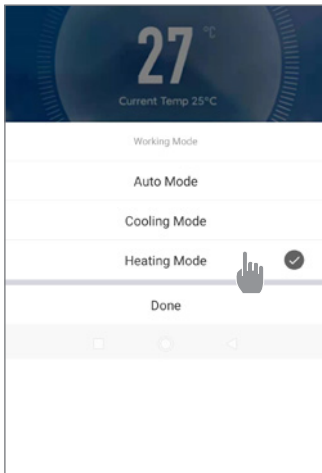 27 °C
Current Temp 25°C
Working Mode
Auto Mode
Cooling Mode
Heating Mode
Done